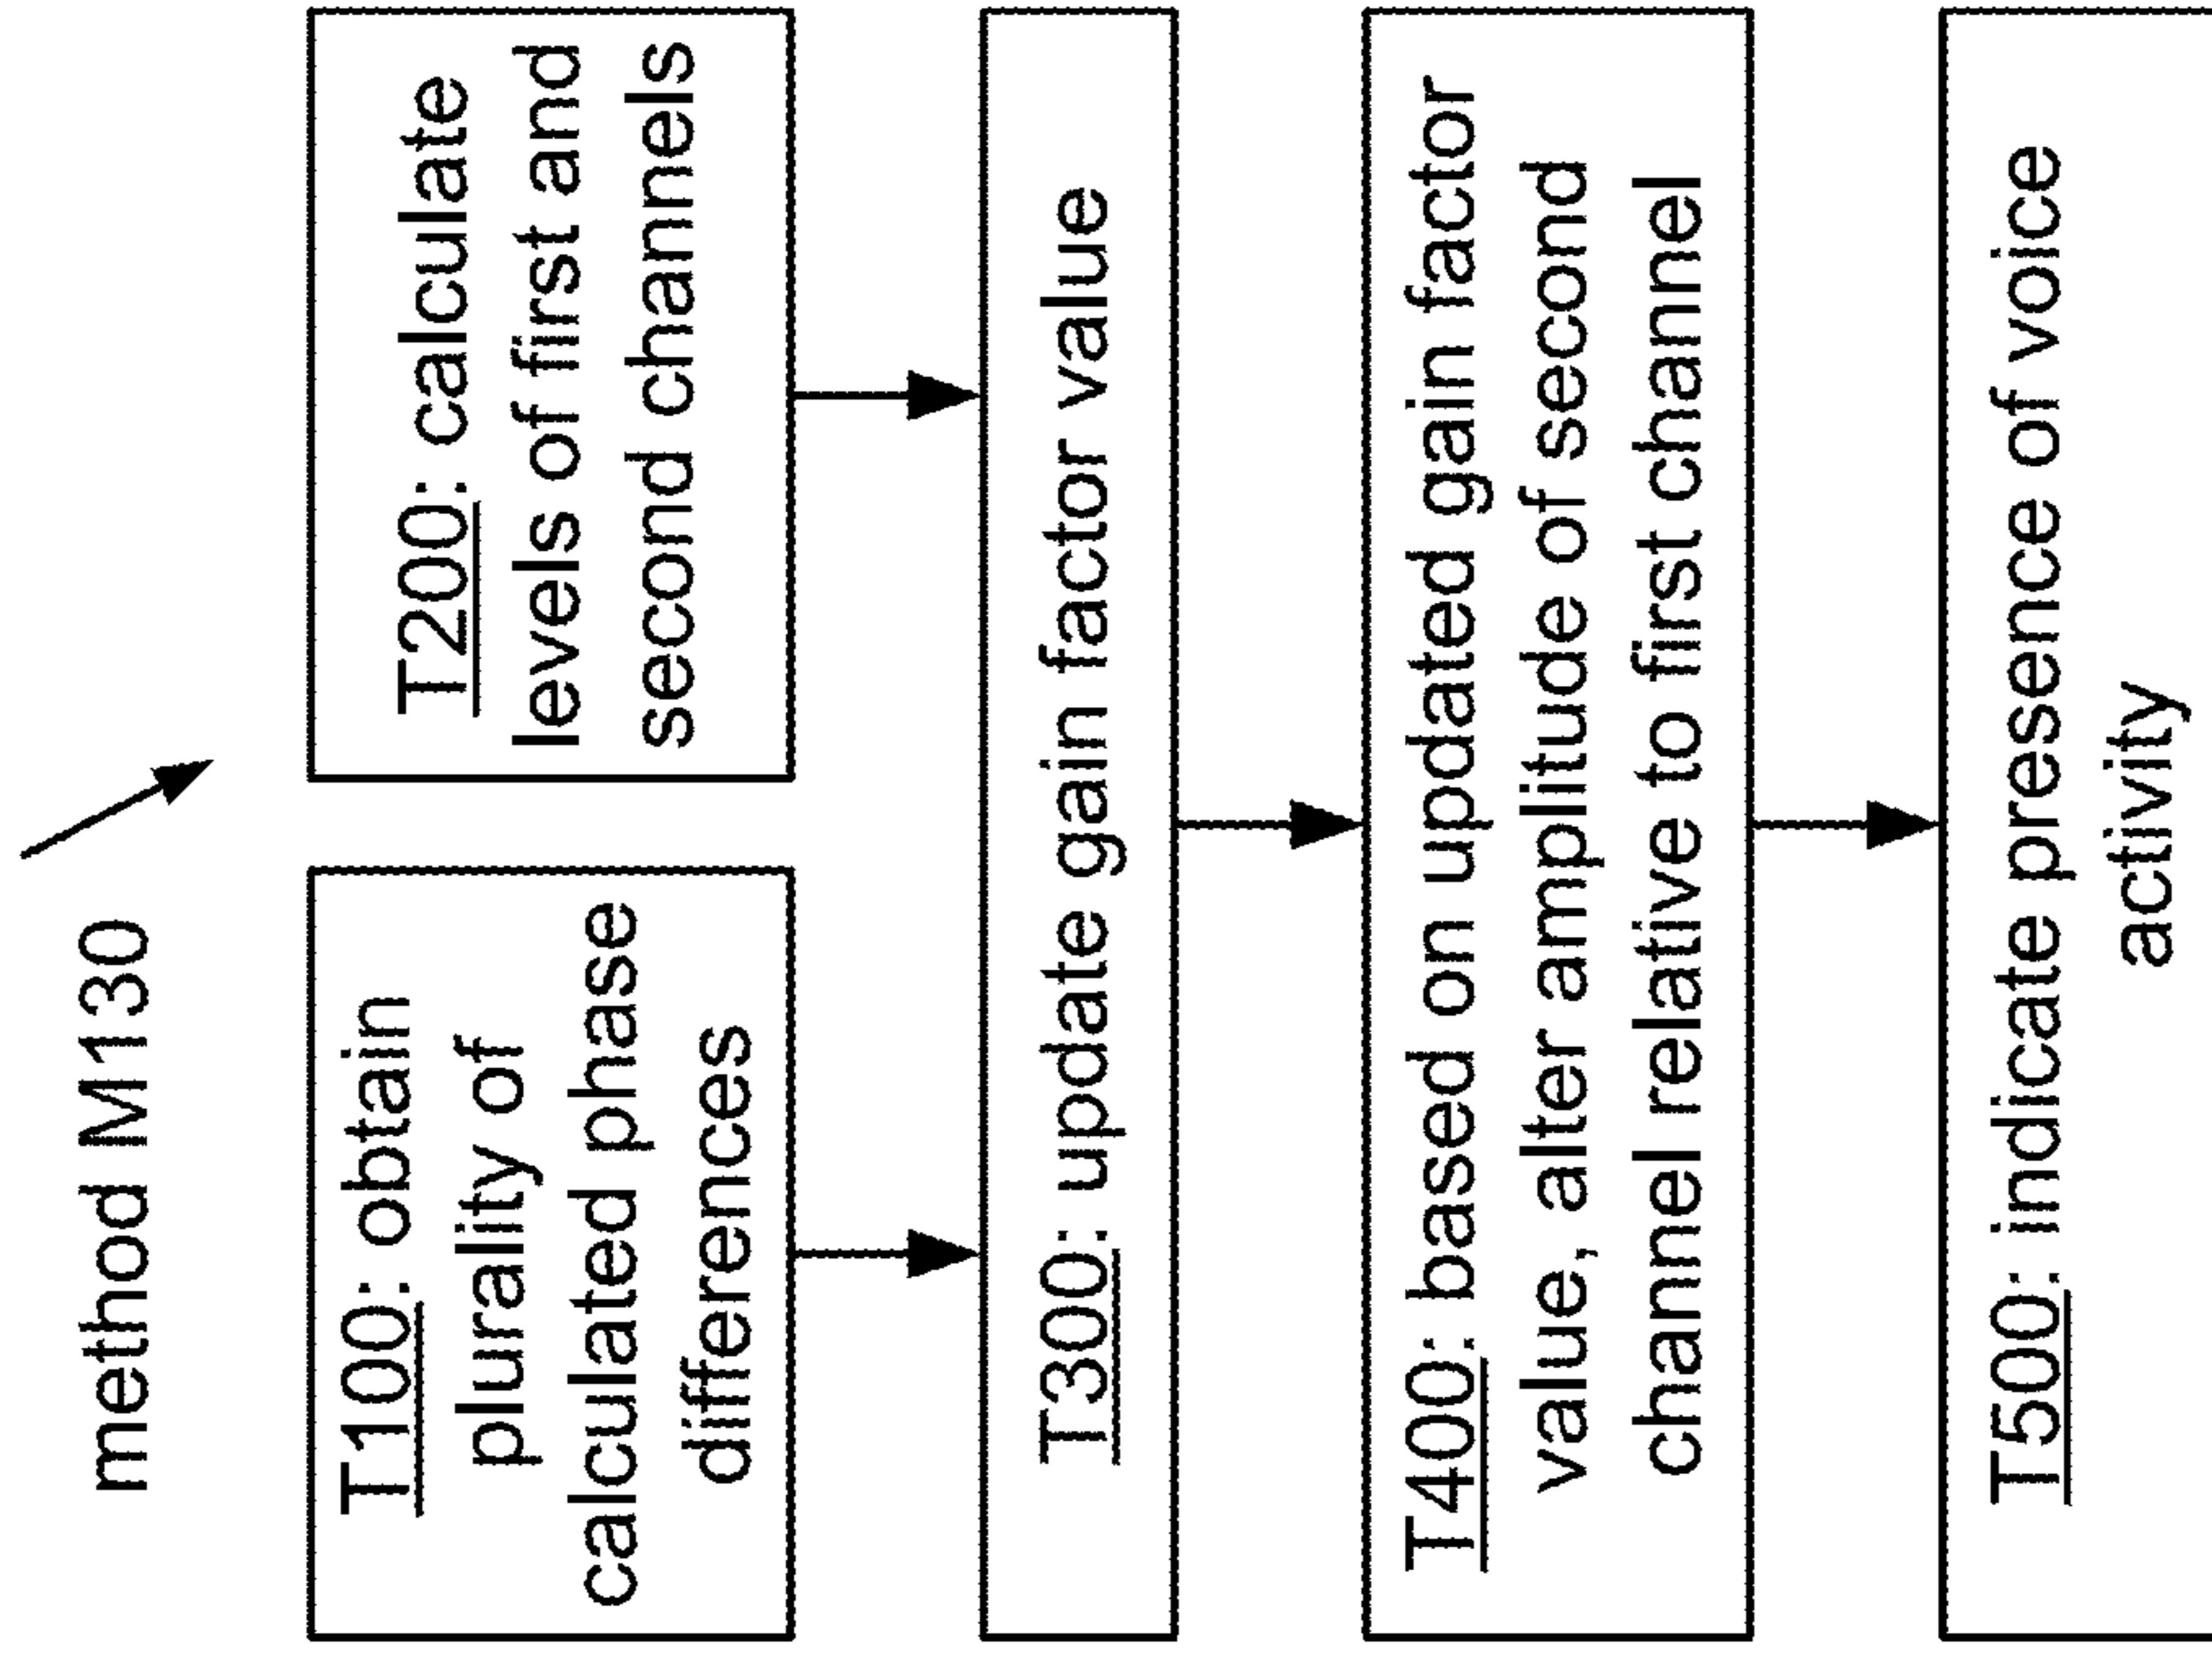 method M130
T100: obtain
plurality of
calculated phase
differences
T200: calculate
levels of first and
second channels
T300: update gain factor value
T400: based on updated gain factor
value, alter amplitude of second
channel relative to first channel
T500: indicate presence of voice
activity